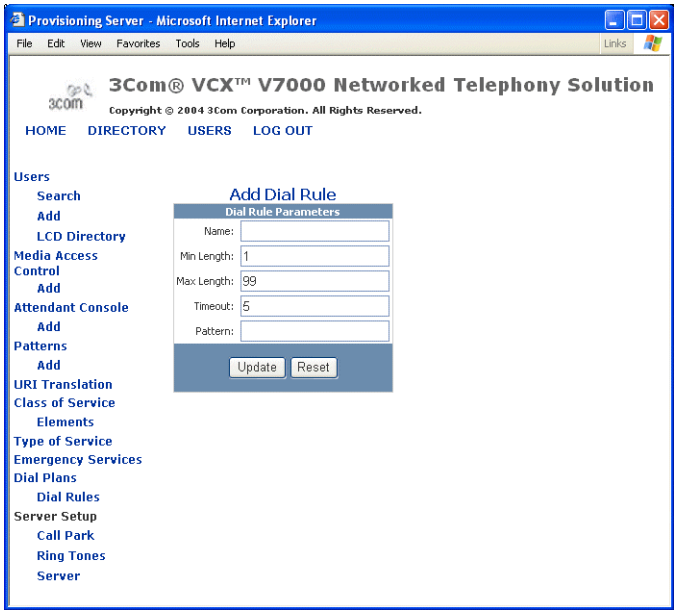 Provisioning Server - Microsoft Internet Explorer
File Edit View Favorites Tools Help Links
3com
3Com® VCX™ V7000 Networked Telephony Solution
Copyright © 2004 3Com Corporation. All Rights Reserved.
HOME DIRECTORY USERS LOG OUT
Users
Search
Add
LCD Directory
Media Access
Control
Add
Attendant Console
Add
Patterns
Add
URI Translation
Class of Service
Elements
Type of Service
Emergency Services
Dial Plans
Dial Rules
Server Setup
Call Park
Ring Tones
Server
Add Dial Rule
Dial Rule Parameters
Name:
Min Length: 1
Max Length: 99
Timeout: 5
Pattern:
Update Reset